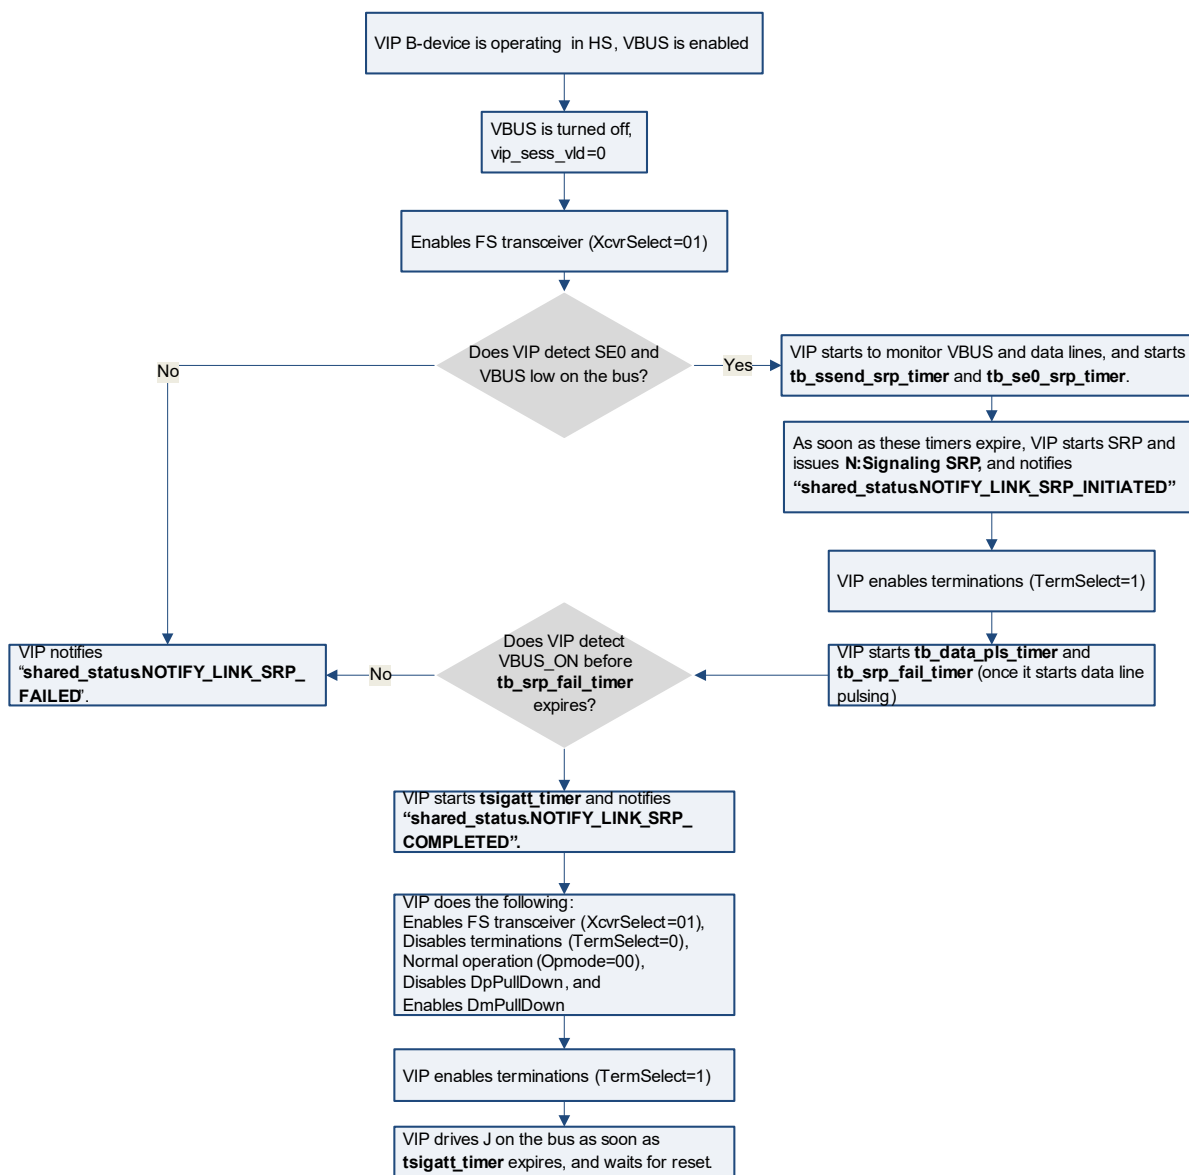 VIP B-device is operating in HS, VBUS is enabled
VBUS is turned off,
vip_sess_vld=0
Enables FS transceiver (XcvrSelect=01)
Does VIP detect SE0 and
VBUS low on the bus?
No
Yes
VIP starts to monitor VBUS and data lines, and starts
tb_ssend_srp_timer and tb_se0_srp_timer.
As soon as these timers expire, VIP starts SRP and
issues N:Signaling SRP, and notifies
“shared_status.NOTIFY_LINK_SRP_INITIATED”
VIP enables terminations (TermSelect=1)
VIP starts tb_data_pls_timer and
tb_srp_fail_timer (once it starts data line
pulsing)
Does VIP detect
VBUS_ON before
tb_srp_fail_timer
expires?
No
VIP notifies
“shared_status.NOTIFY_LINK_SRP_
FAILED”.
VIP starts tsigatt_timer and notifies
“shared_status.NOTIFY_LINK_SRP_
COMPLETED”.
VIP does the following:
Enables FS transceiver (XcvrSelect=01),
Disables terminations (TermSelect=0),
Normal operation (Opmode=00),
Disables DpPullDown, and
Enables DmPullDown
VIP enables terminations (TermSelect=1)
VIP drives J on the bus as soon as
tsigatt_timer expires, and waits for reset.